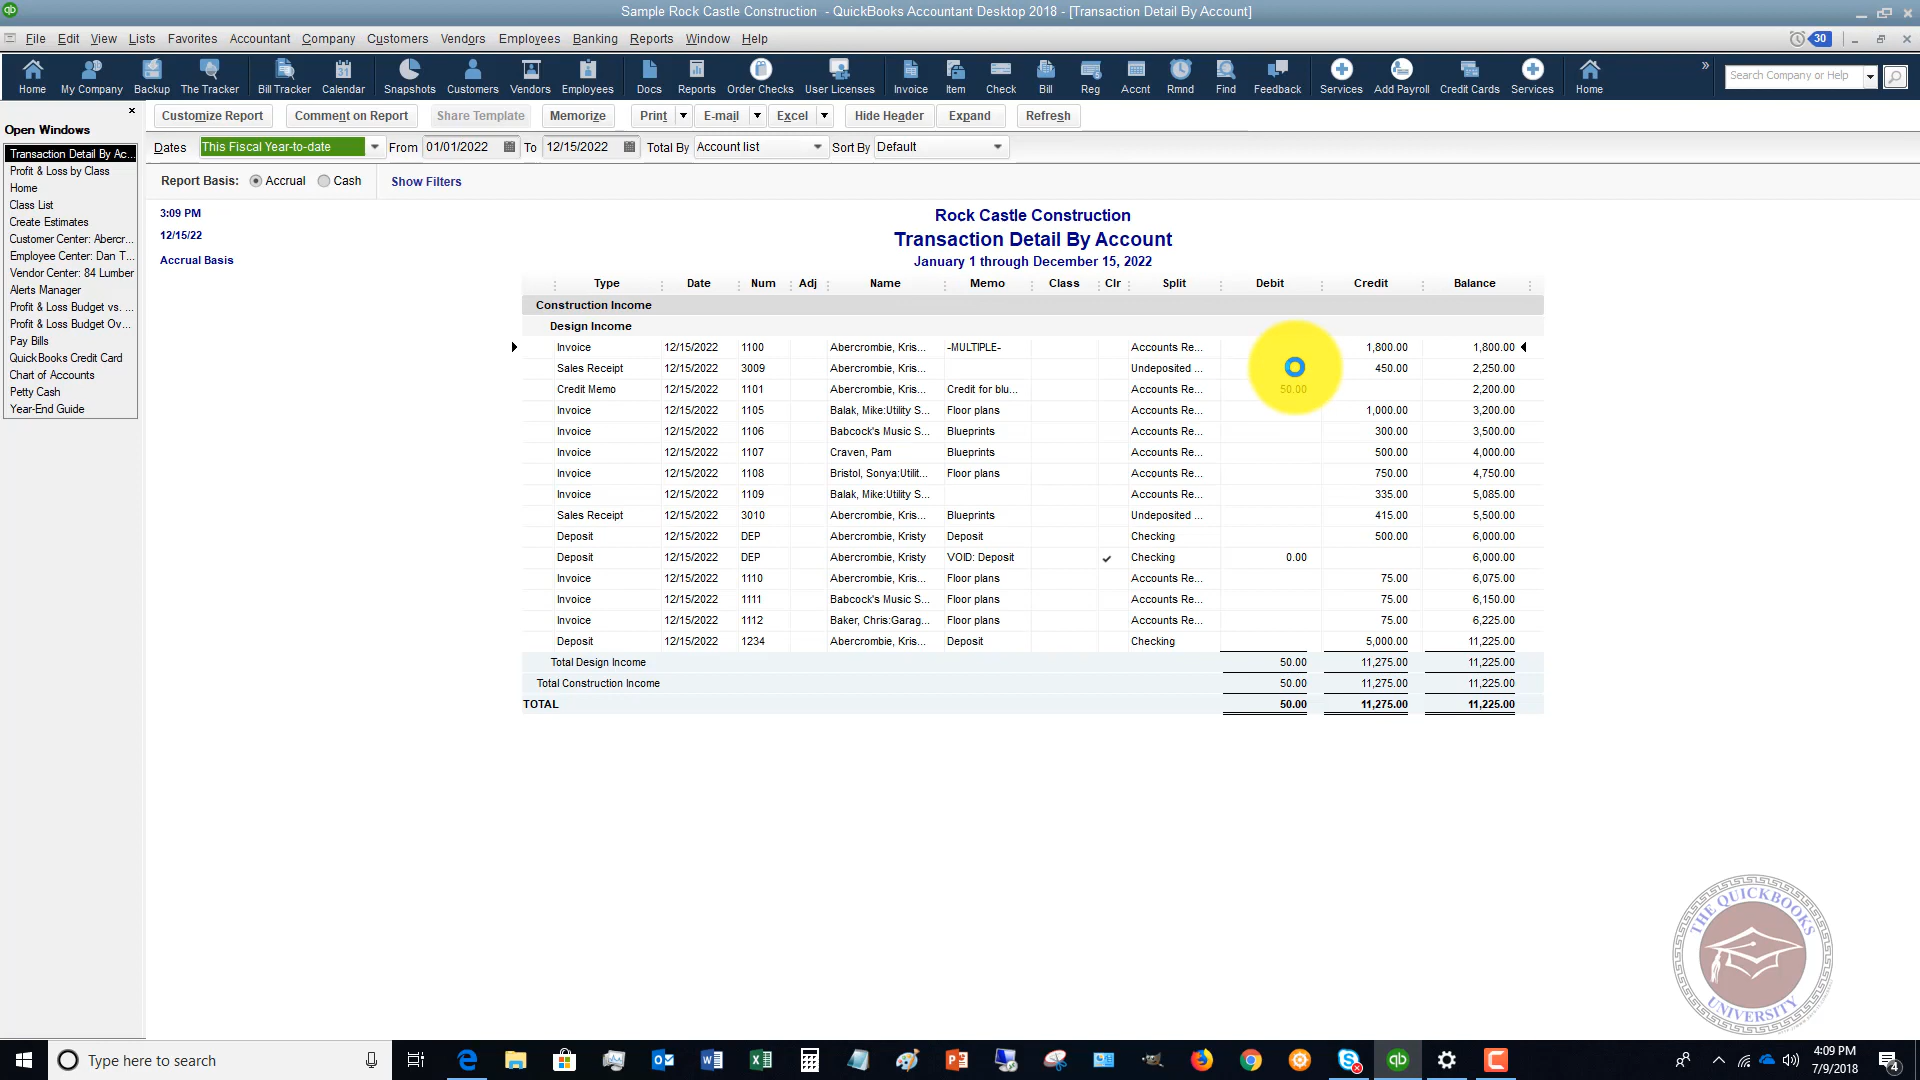 Sample Rock Castle Construction - QuickBooks Accountant Desktop 2018 - [Transaction Detail By Account]
File Edit View Lists Favorites Accountant Company Customers Vendors Employees Banking Reports Window Help
30
Home My Company Backup The Tracker Bill Tracker Calendar Snapshots Customers Vendors Employees Docs Reports Order Checks User Licenses Invoice Item Check Bill Reg Accnt Rmnd Find Feedback Services Add Payroll Credit Cards Services Home
Search Company or Help
Customize Report Comment on Report Share Template Memorize Print E-mail Excel Hide Header Expand Refresh
Dates This Fiscal Year-to-date From 01/01/2022 To 12/15/2022 Total By Account list Sort By Default
Report Basis: Accrual Cash Show Filters
Open Windows
Transaction Detail By Ac...
Profit & Loss by Class
Home
Class List
Create Estimates
Customer Center: Abercr...
Employee Center: Dan T...
Vendor Center: 84 Lumber
Alerts Manager
Profit & Loss Budget vs. ...
Profit & Loss Budget Ov...
Pay Bills
QuickBooks Credit Card
Chart of Accounts
Petty Cash
Year-End Guide
3:09 PM
12/15/22
Accrual Basis
Rock Castle Construction
Transaction Detail By Account
January 1 through December 15, 2022
Type Date Num Adj Name Memo Class Clr Split Debit Credit Balance
Construction Income
Design Income
Invoice 12/15/2022 1100 Abercrombie, Kris... -MULTIPLE- Accounts Re... 1,800.00 1,800.00
Sales Receipt 12/15/2022 3009 Abercrombie, Kris... Undeposited ... 450.00 2,250.00
Credit Memo 12/15/2022 1101 Abercrombie, Kris... Credit for blu... Accounts Re... 50.00 2,200.00
Invoice 12/15/2022 1105 Balak, Mike:Utility S... Floor plans Accounts Re... 1,000.00 3,200.00
Invoice 12/15/2022 1106 Babcock's Music S... Blueprints Accounts Re... 300.00 3,500.00
Invoice 12/15/2022 1107 Craven, Pam Blueprints Accounts Re... 500.00 4,000.00
Invoice 12/15/2022 1108 Bristol, Sonya:Utilit... Floor plans Accounts Re... 750.00 4,750.00
Invoice 12/15/2022 1109 Balak, Mike:Utility S... Accounts Re... 335.00 5,085.00
Sales Receipt 12/15/2022 3010 Abercrombie, Kris... Blueprints Undeposited ... 415.00 5,500.00
Deposit 12/15/2022 DEP Abercrombie, Kristy Deposit Checking 500.00 6,000.00
Deposit 12/15/2022 DEP Abercrombie, Kristy VOID: Deposit ✓ Checking 0.00 6,000.00
Invoice 12/15/2022 1110 Abercrombie, Kris... Floor plans Accounts Re... 75.00 6,075.00
Invoice 12/15/2022 1111 Babcock's Music S... Floor plans Accounts Re... 75.00 6,150.00
Invoice 12/15/2022 1112 Baker, Chris:Garag... Floor plans Accounts Re... 75.00 6,225.00
Deposit 12/15/2022 1234 Abercrombie, Kris... Deposit Checking 5,000.00 11,225.00
Total Design Income 50.00 11,275.00 11,225.00
Total Construction Income 50.00 11,275.00 11,225.00
TOTAL 50.00 11,275.00 11,225.00
THE QUICKBOOKS
UNIVERSITY
Type here to search
4:09 PM
7/9/2018
4